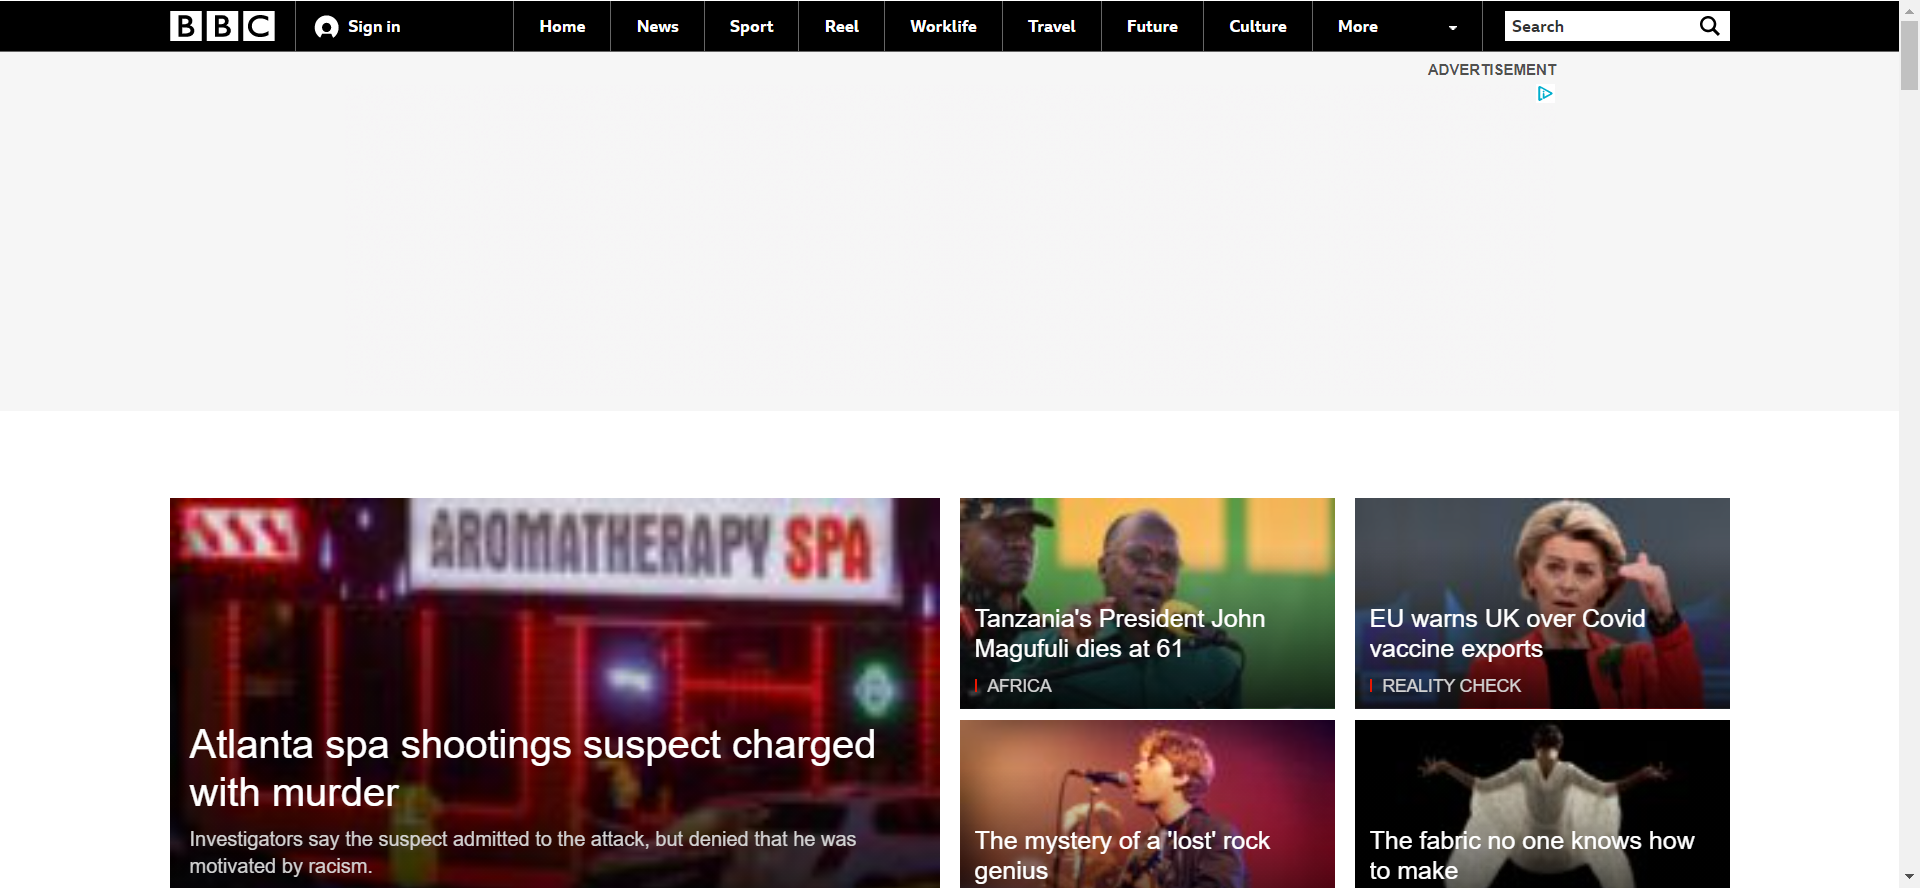 BBC
Sign in
Home
News
Sport
Reel
Worklife
Travel
Future
Culture
More
Search
ADVERTISEMENT
AROMATHERAPY SPA
Atlanta spa shootings suspect charged
with murder
Investigators say the suspect admitted to the attack, but denied that he was
motivated by racism.
Tanzania's President John
Magufuli dies at 61
AFRICA
EU warns UK over Covid
vaccine exports
REALITY CHECK
The mystery of a 'lost' rock
genius
The fabric no one knows how
to make